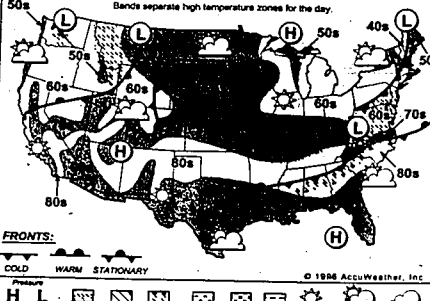 Bands separate high temperature zones for the day.
50s
L
L
H
50s
40s
L
50s
50s
60s
60s
60s
60s
70s
L
H
80s
80s
80s
H
FRONTS:
COLD WARM STATIONARY
© 1996 AccuWeather, Inc
Pressure
H L